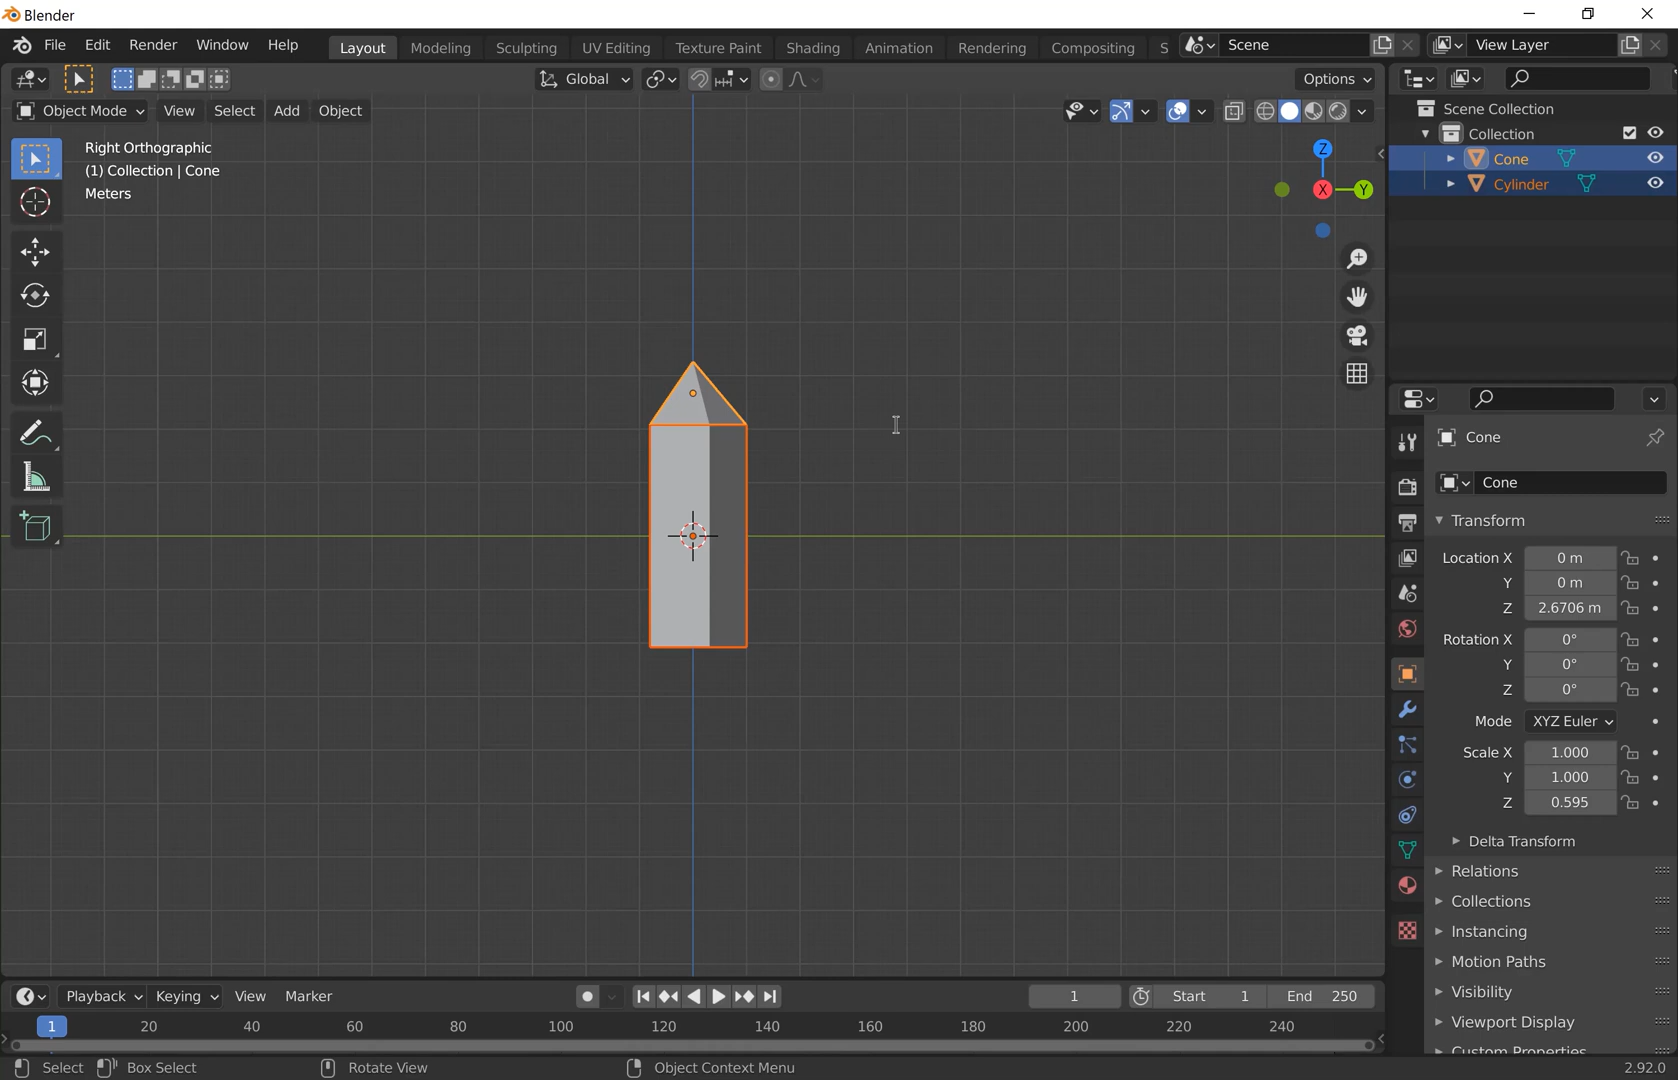 Blender
File Edit Render Window Help Layout Modeling Sculpting UV Editing Texture Paint Shading Animation Rendering Compositing S Scene View Layer
Global Options
Object Mode View Select Add Object
Scene Collection
Collection
Cone
Cylinder
Right Orthographic
(1) Collection | Cone
Meters
Z
X
Y
Cone
Cone
Transform
Location X 0 m
Y 0 m
Z 2.6706 m
Rotation X 0°
Y 0°
Z 0°
Mode XYZ Euler
Scale X 1.000
Y 1.000
Z 0.595
Delta Transform
Relations
Collections
Instancing
Motion Paths
Visibility
Viewport Display
Custom Properties
Playback Keying View Marker 1 Start 1 End 250
1 20 40 60 80 100 120 140 160 180 200 220 240
Select Box Select Rotate View Object Context Menu 2.92.0